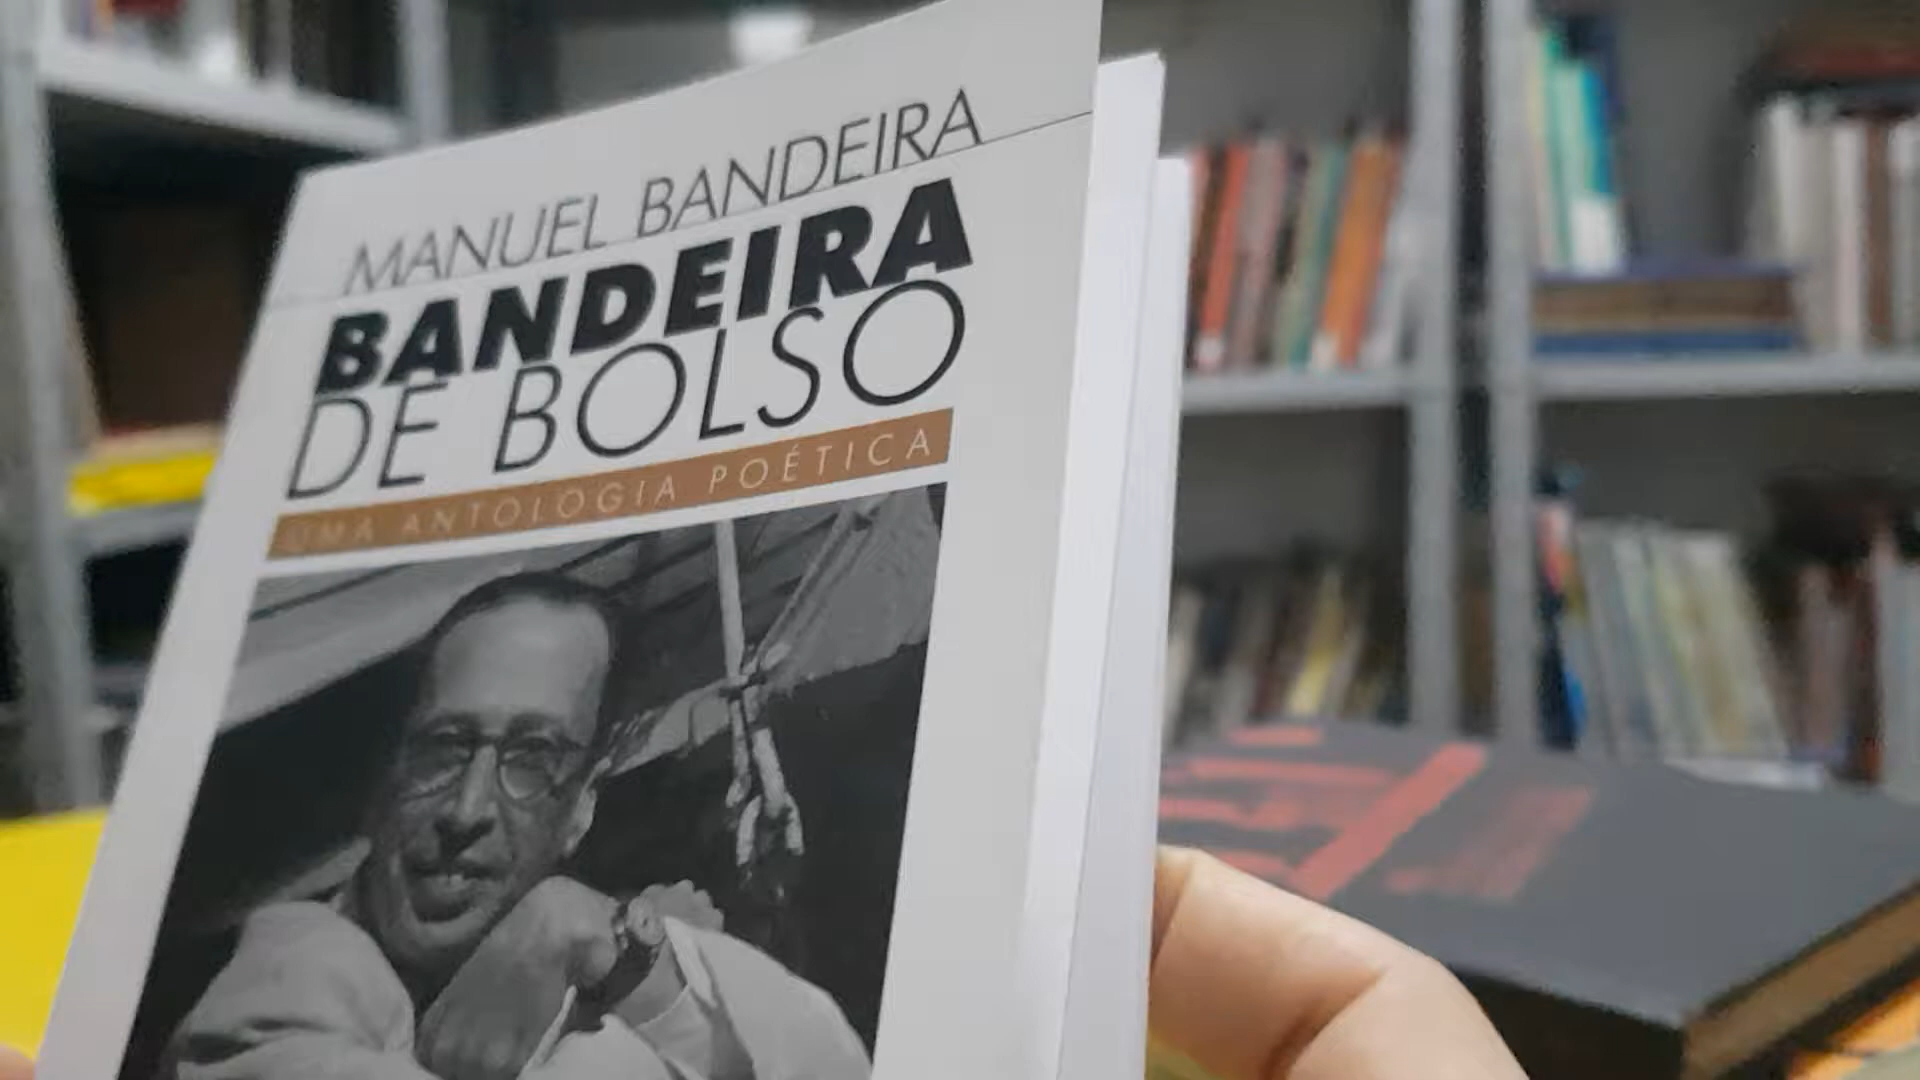 MANUEL BANDEIRA
BANDEIRA
DE BOLSO
UMA ANTOLOGIA POÉTICA